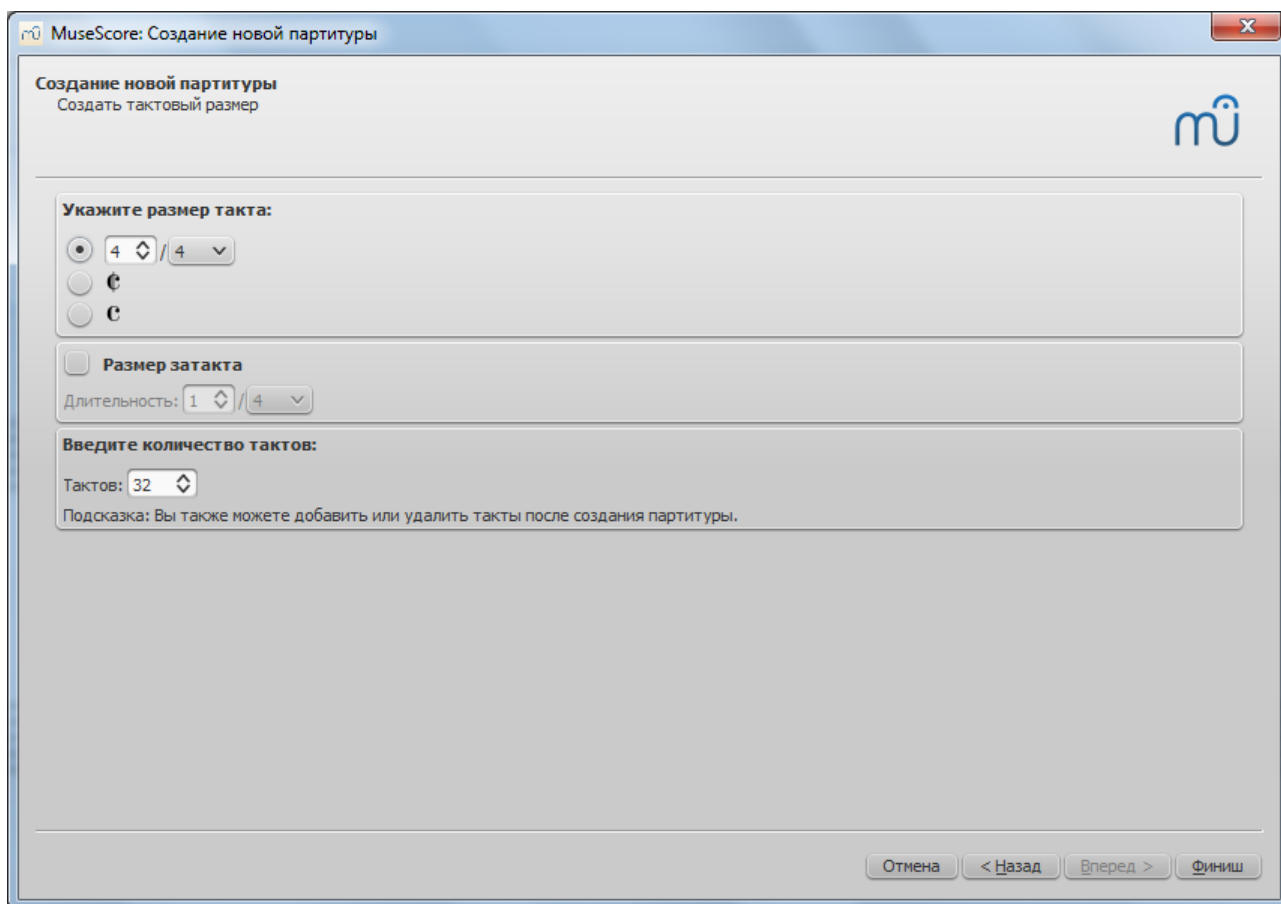 MuseScore: Создание новой партитуры
Создание новой партитуры
Создать тактовый размер
Укажите размер такта:
4 / 4
Размер затакта
Длительность: 1 / 4
Введите количество тактов:
Тактов: 32
Подсказка: Вы также можете добавить или удалить такты после создания партитуры.
Отмена < Назад Вперед > Финиш